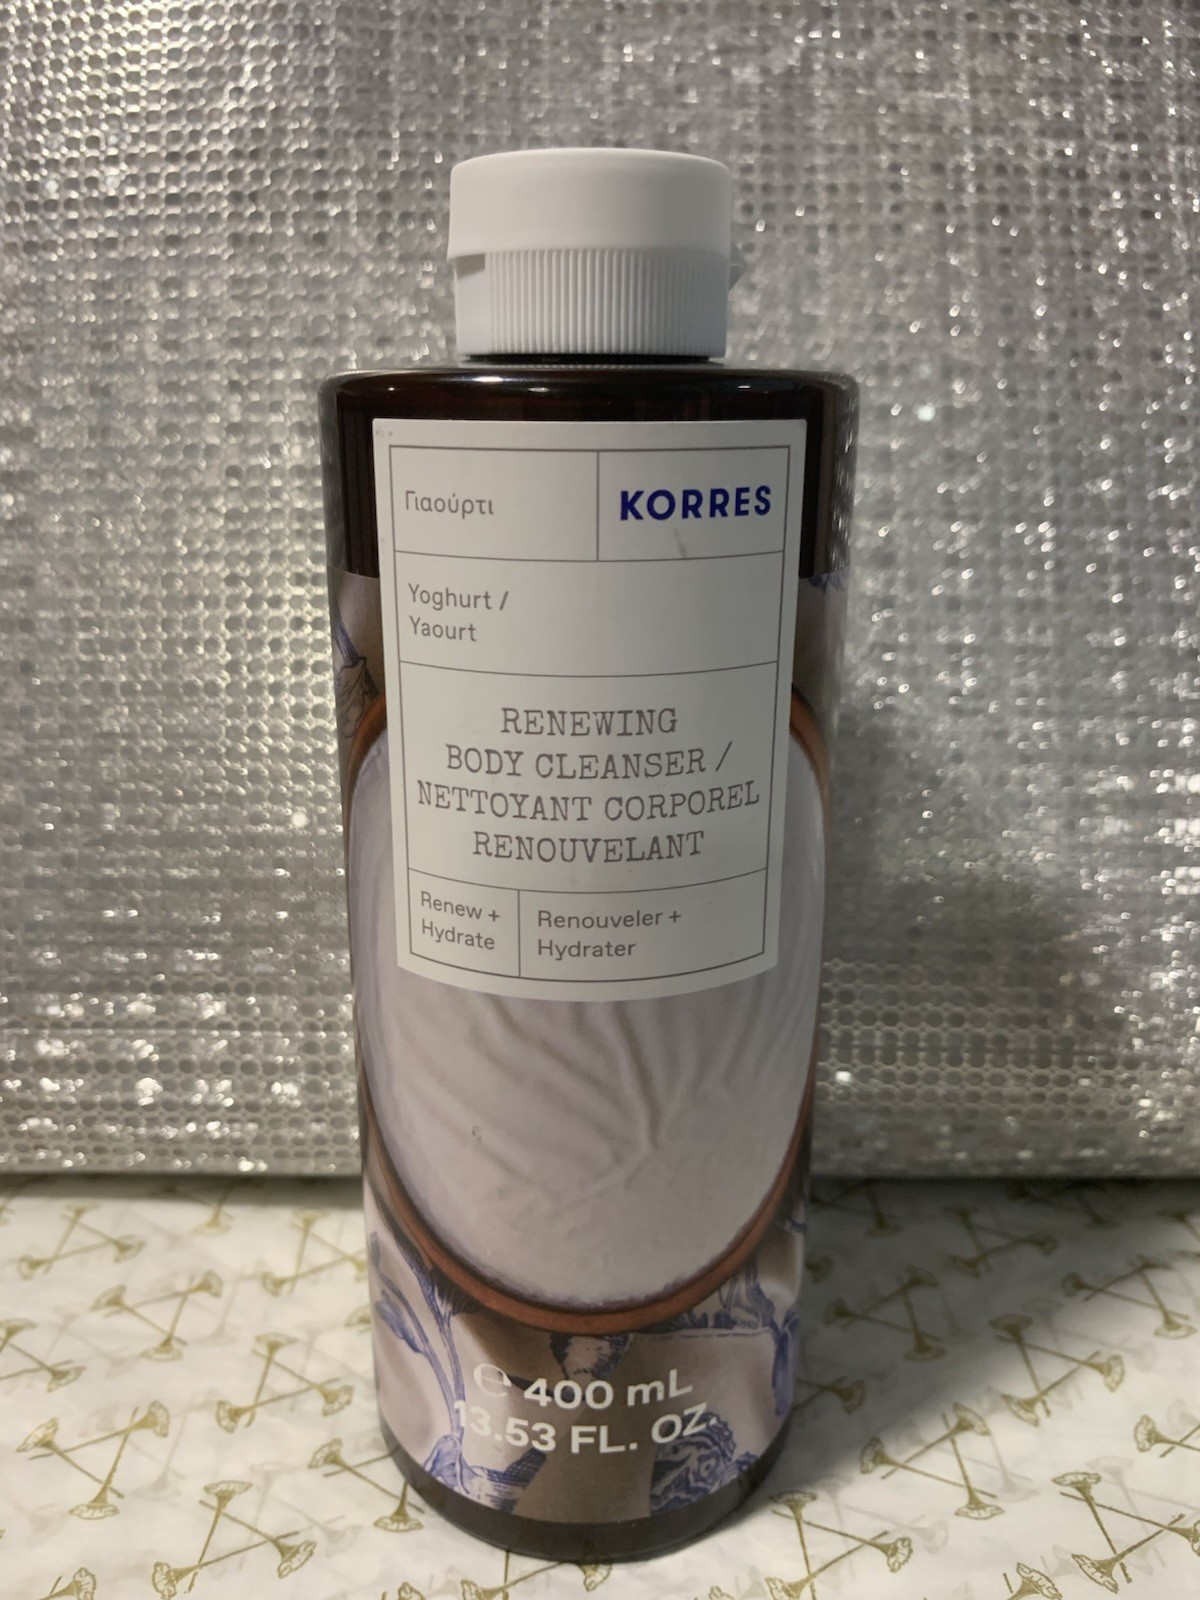 Γιαούρτι
KORRES
Yoghurt /
Yaourt
RENEWING
BODY CLEANSER /
NETTOYANT CORPOREL
RENOUVELANT
Renew +
Hydrate
Renouveler +
Hydrater
℮ 400 mL
13.53 FL. OZ.